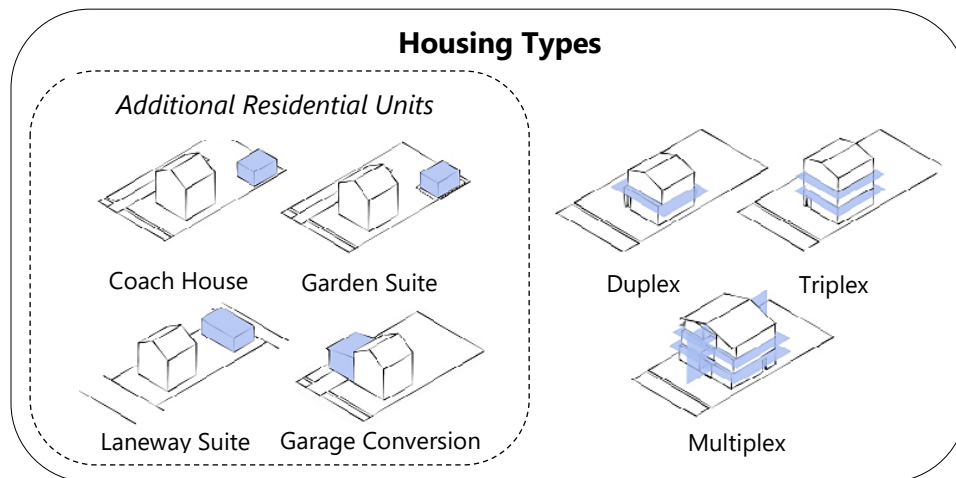 Housing Types
Additional Residential Units
Coach House
Garden Suite
Duplex
Triplex
Laneway Suite
Garage Conversion
Multiplex